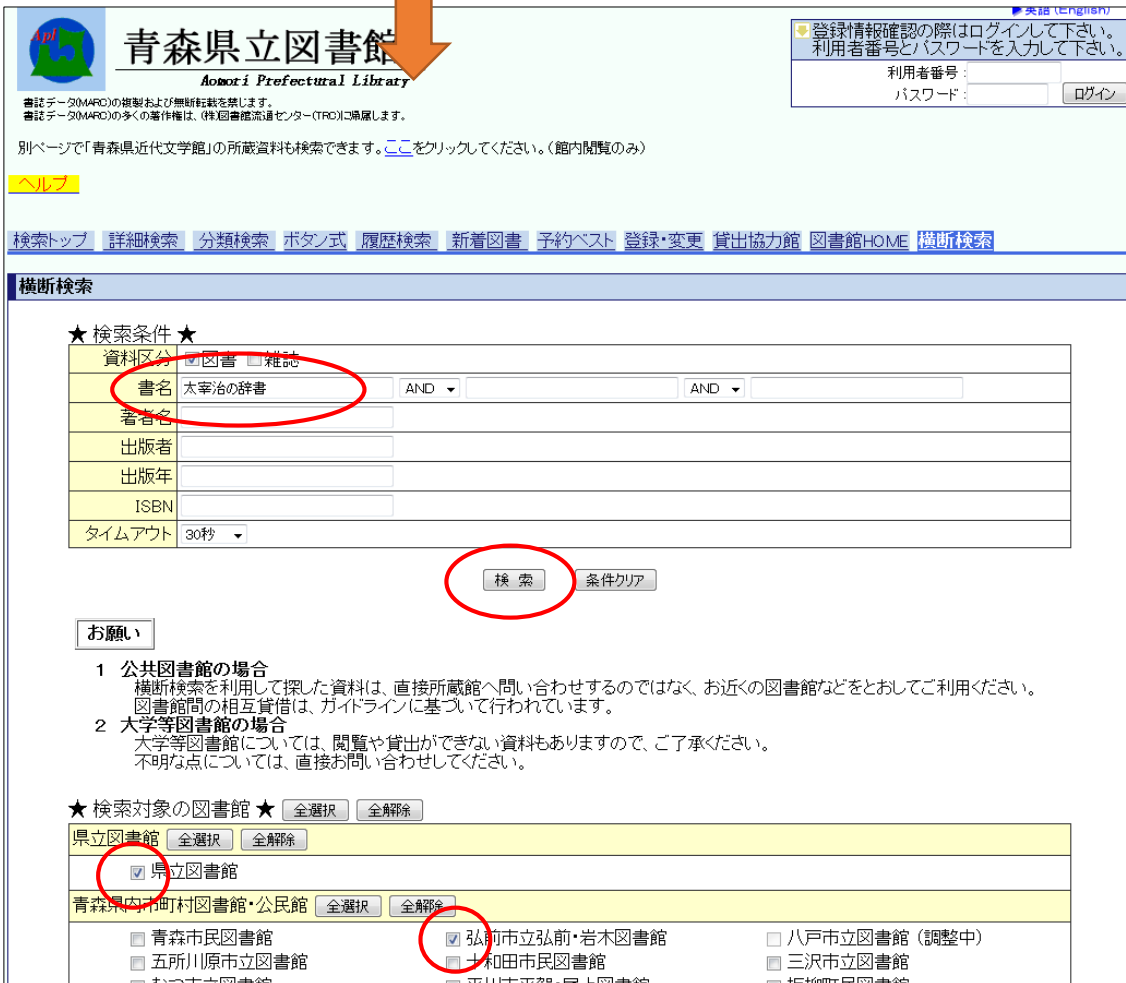 ▶英語 (English)
Apl
青森県立図書館
Aomori Prefectural Library
書誌データ(MARC)の複製および無断転載を禁じます。
書誌データ(MARC)の多くの著作権は、(株)図書館流通センター(TRC)に帰属します。
登録情報確認の際はログインして下さい。
利用者番号とパスワードを入力して下さい。
利用者番号:
パスワード:
ログイン
別ページで「青森県近代文学館」の所蔵資料も検索できます。ここをクリックしてください。(館内閲覧のみ)
ヘルプ
検索トップ 詳細検索 分類検索 ボタン式 履歴検索 新着図書 予約ベスト 登録・変更 貸出協力館 図書館HOME 横断検索
横断検索
★ 検索条件 ★
資料区分 図書 雑誌
書名 太宰治の辞書 AND AND
著者名
出版者
出版年
ISBN
タイムアウト 30秒
検 索 条件クリア
お願い
1 公共図書館の場合
横断検索を利用して探した資料は、直接所蔵館へ問い合わせするのではなく、お近くの図書館などをとおしてご利用ください。
図書館間の相互貸借は、ガイドラインに基づいて行われています。
2 大学等図書館の場合
大学等図書館については、閲覧や貸出ができない資料もありますので、ご了承ください。
不明な点については、直接お問い合わせしてください。
★ 検索対象の図書館 ★ 全選択 全解除
県立図書館 全選択 全解除
県立図書館
青森県内市町村図書館・公民館 全選択 全解除
青森市民図書館 弘前市立弘前・岩木図書館 八戸市立図書館 (調整中)
五所川原市立図書館 十和田市民図書館 三沢市立図書館
むつ市立図書館 平川市平賀・尾上図書館 板柳町民図書館